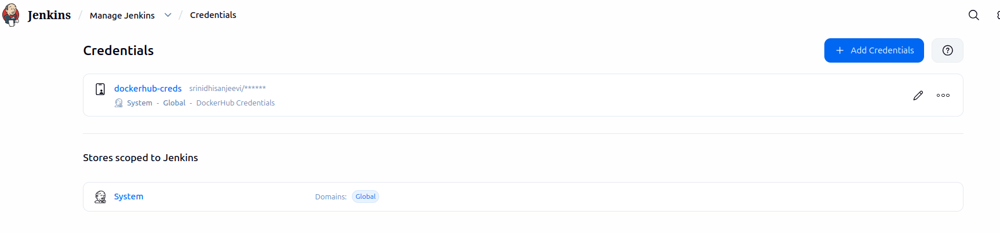 Jenkins / Manage Jenkins / Credentials
Credentials
+ Add Credentials
dockerhub-creds srinidhisanjeevi/******
System - Global - DockerHub Credentials
Stores scoped to Jenkins
System Domains: Global